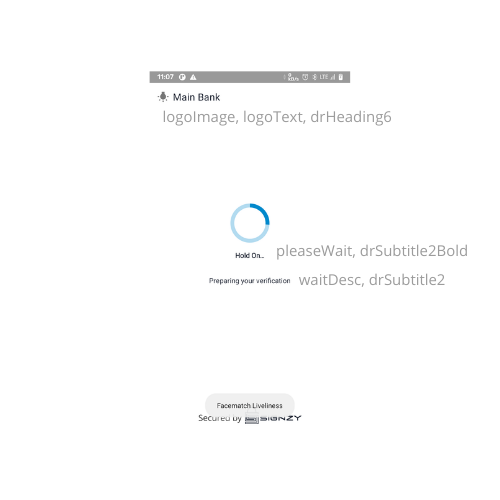 11:07 LTE
Main Bank
logoImage, logoText, drHeading6
Hold On..
pleaseWait, drSubtitle2Bold
Preparing your verification
waitDesc, drSubtitle2
Facematch Liveliness
Secured by SIGNZY